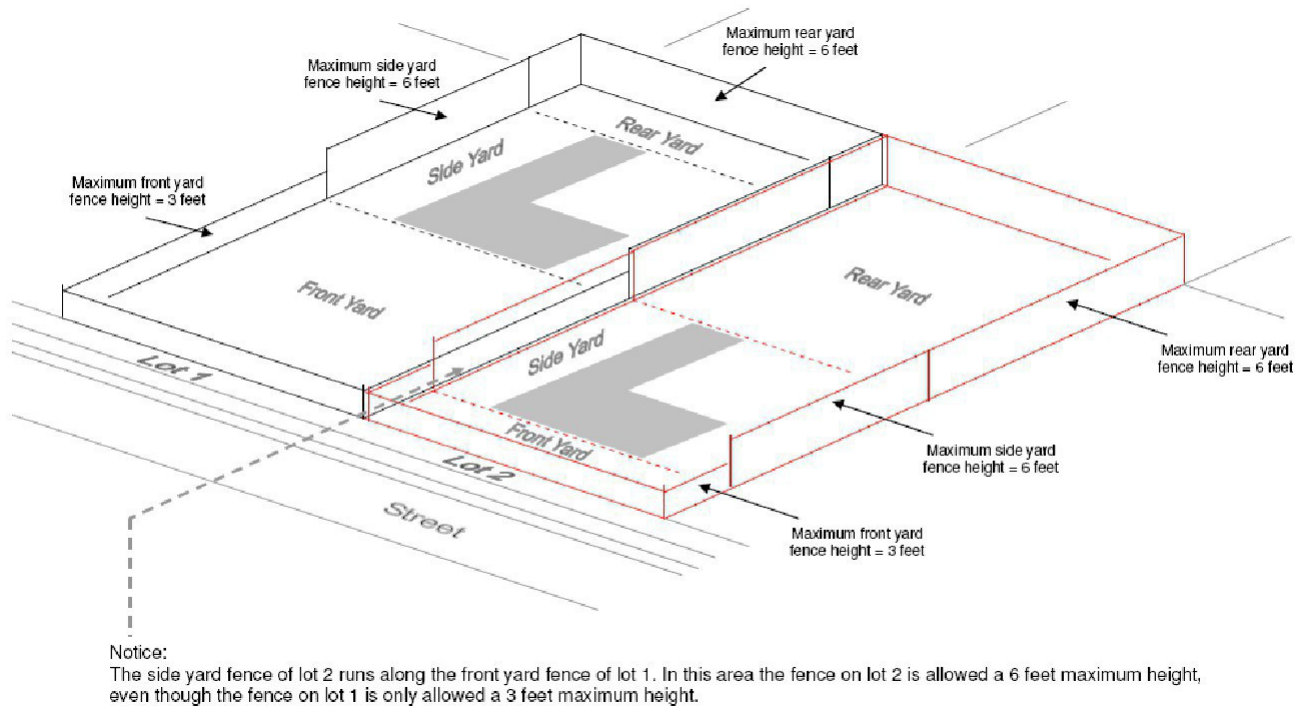 Maximum rear yard
fence height = 6 feet
Maximum side yard
fence height = 6 feet
Rear Yard
Side Yard
Maximum front yard
fence height = 3 feet
Front Yard
Rear Yard
Lot 1
Side Yard
Maximum rear yard
fence height = 6 feet
Front Yard
Maximum side yard
fence height = 6 feet
Lot 2
Street
Maximum front yard
fence height = 3 feet
Notice:
The side yard fence of lot 2 runs along the front yard fence of lot 1. In this area the fence on lot 2 is allowed a 6 feet maximum height,
even though the fence on lot 1 is only allowed a 3 feet maximum height.